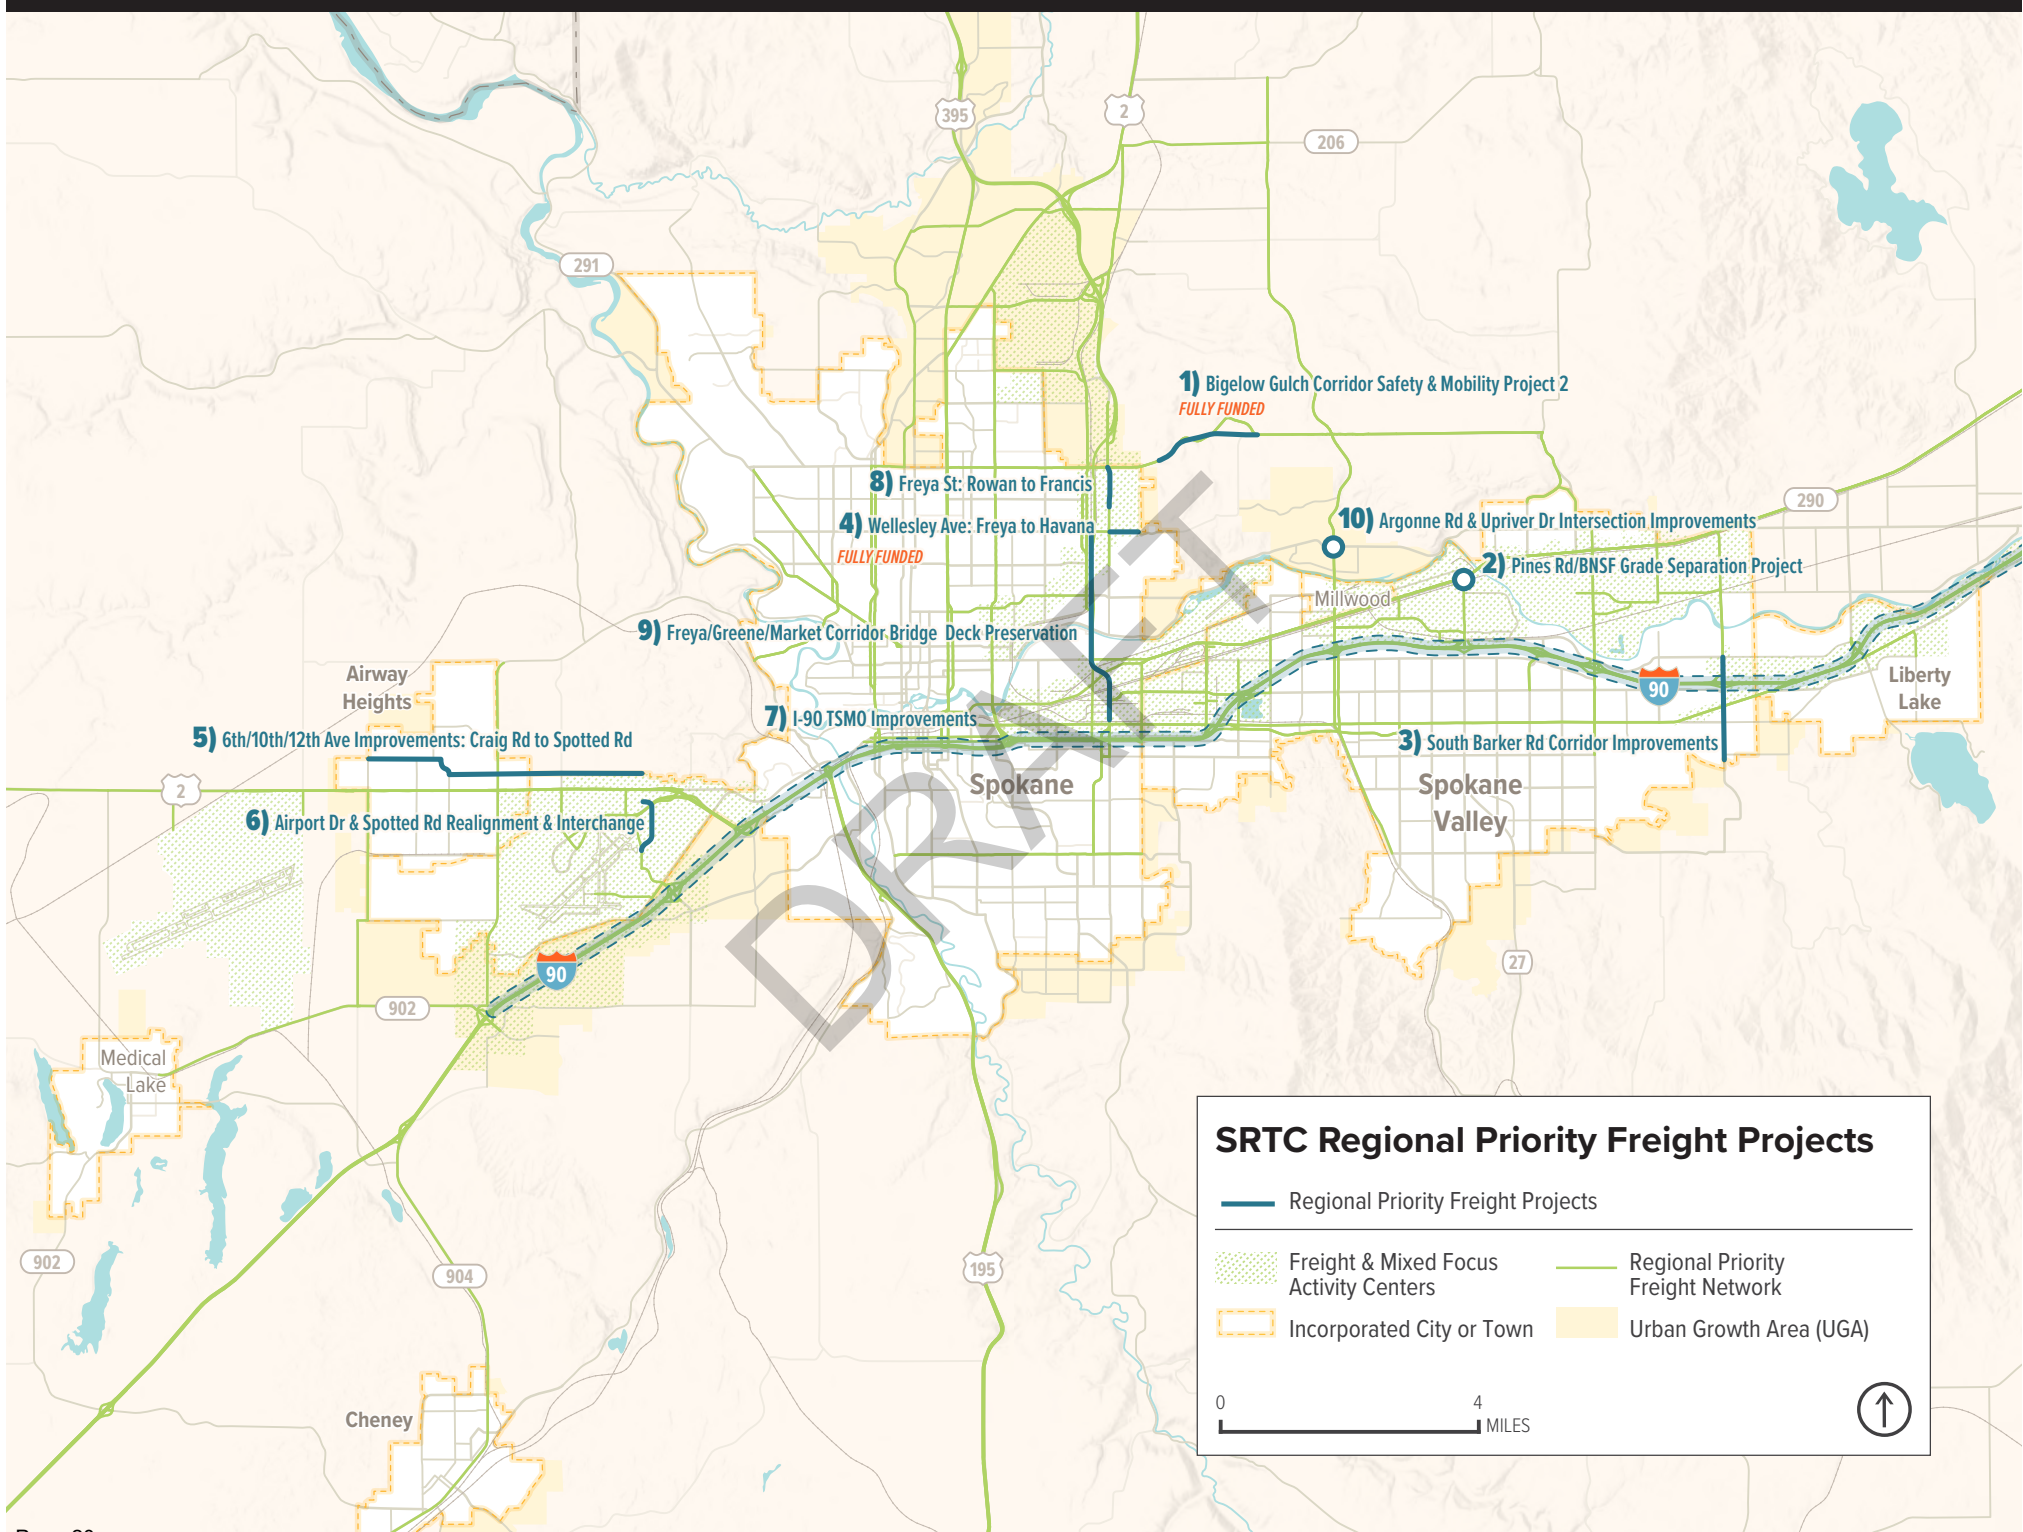 395
2
206
291
1) Bigelow Gulch Corridor Safety & Mobility Project 2
FULLY FUNDED
8) Freya St: Rowan to Francis
290
4) Wellesley Ave: Freya to Havana
FULLY FUNDED
10) Argonne Rd & Upriver Dr Intersection Improvements
2) Pines Rd/BNSF Grade Separation Project
Millwood
9) Freya/Greene/Market Corridor Bridge Deck Preservation
Airway
Heights
90
Liberty
Lake
7) I-90 TSMO Improvements
5) 6th/10th/12th Ave Improvements: Craig Rd to Spotted Rd
3) South Barker Rd Corridor Improvements
2
Spokane
Spokane
Valley
6) Airport Dr & Spotted Rd Realignment & Interchange
DRAFT
90
27
902
Medical
Lake
902
904
195
Cheney
SRTC Regional Priority Freight Projects
Regional Priority Freight Projects
Freight & Mixed Focus
Activity Centers
Regional Priority
Freight Network
Incorporated City or Town
Urban Growth Area (UGA)
0 4
MILES